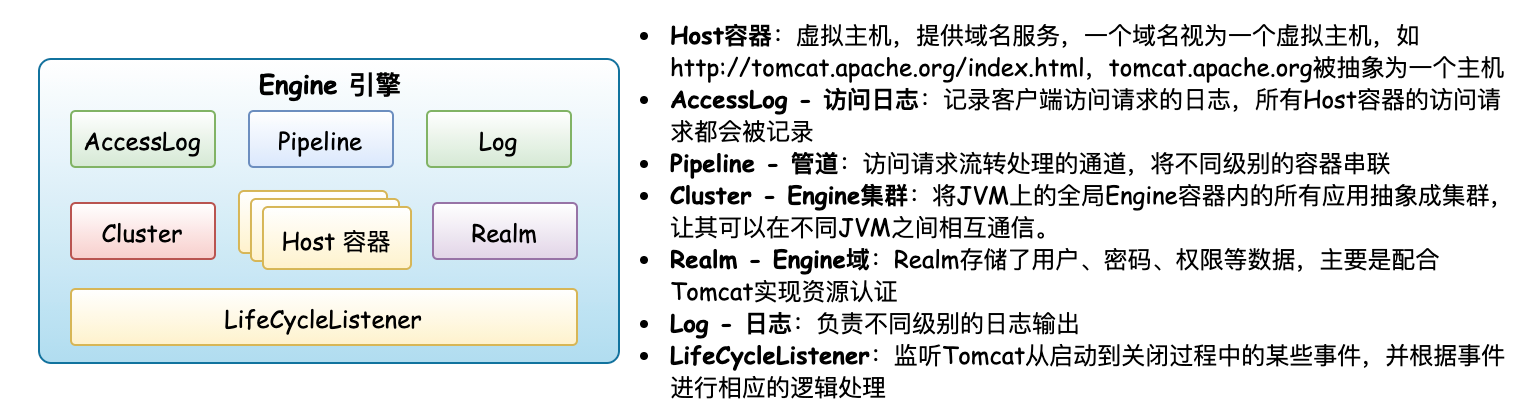 Engine 引擎
AccessLog
Pipeline
Log
Cluster
Host 容器
Realm
LifeCycleListener
• Host容器：虚拟主机，提供域名服务，一个域名视为一个虚拟主机，如
http://tomcat.apache.org/index.html，tomcat.apache.org被抽象为一个主机
• AccessLog - 访问日志：记录客户端访问请求的日志，所有Host容器的访问请
求都会被记录
• Pipeline - 管道：访问请求流转处理的通道，将不同级别的容器串联
• Cluster - Engine集群：将JVM上的全局Engine容器内的所有应用抽象成集群，
让其可以在不同JVM之间相互通信。
• Realm - Engine域：Realm存储了用户、密码、权限等数据，主要是配合
Tomcat实现资源认证
• Log - 日志：负责不同级别的日志输出
• LifeCycleListener：监听Tomcat从启动到关闭过程中的某些事件，并根据事件
进行相应的逻辑处理